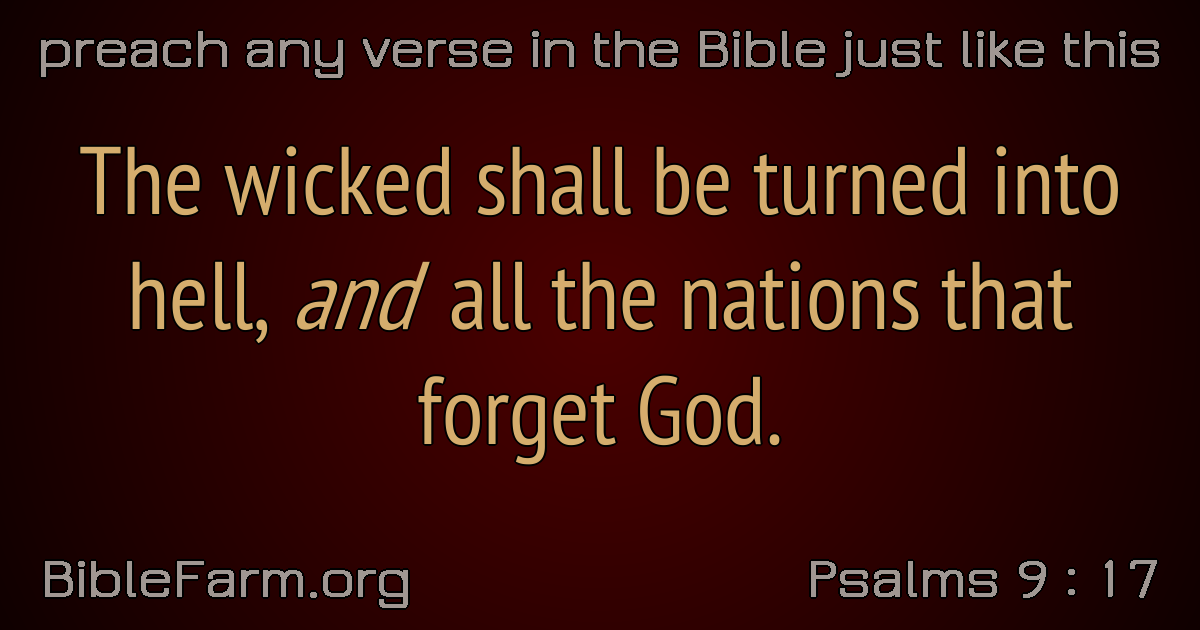 preach any verse in the Bible just like this
The wicked shall be turned into
hell, and all the nations that
forget God.
BibleFarm.org
Psalms 9 : 17